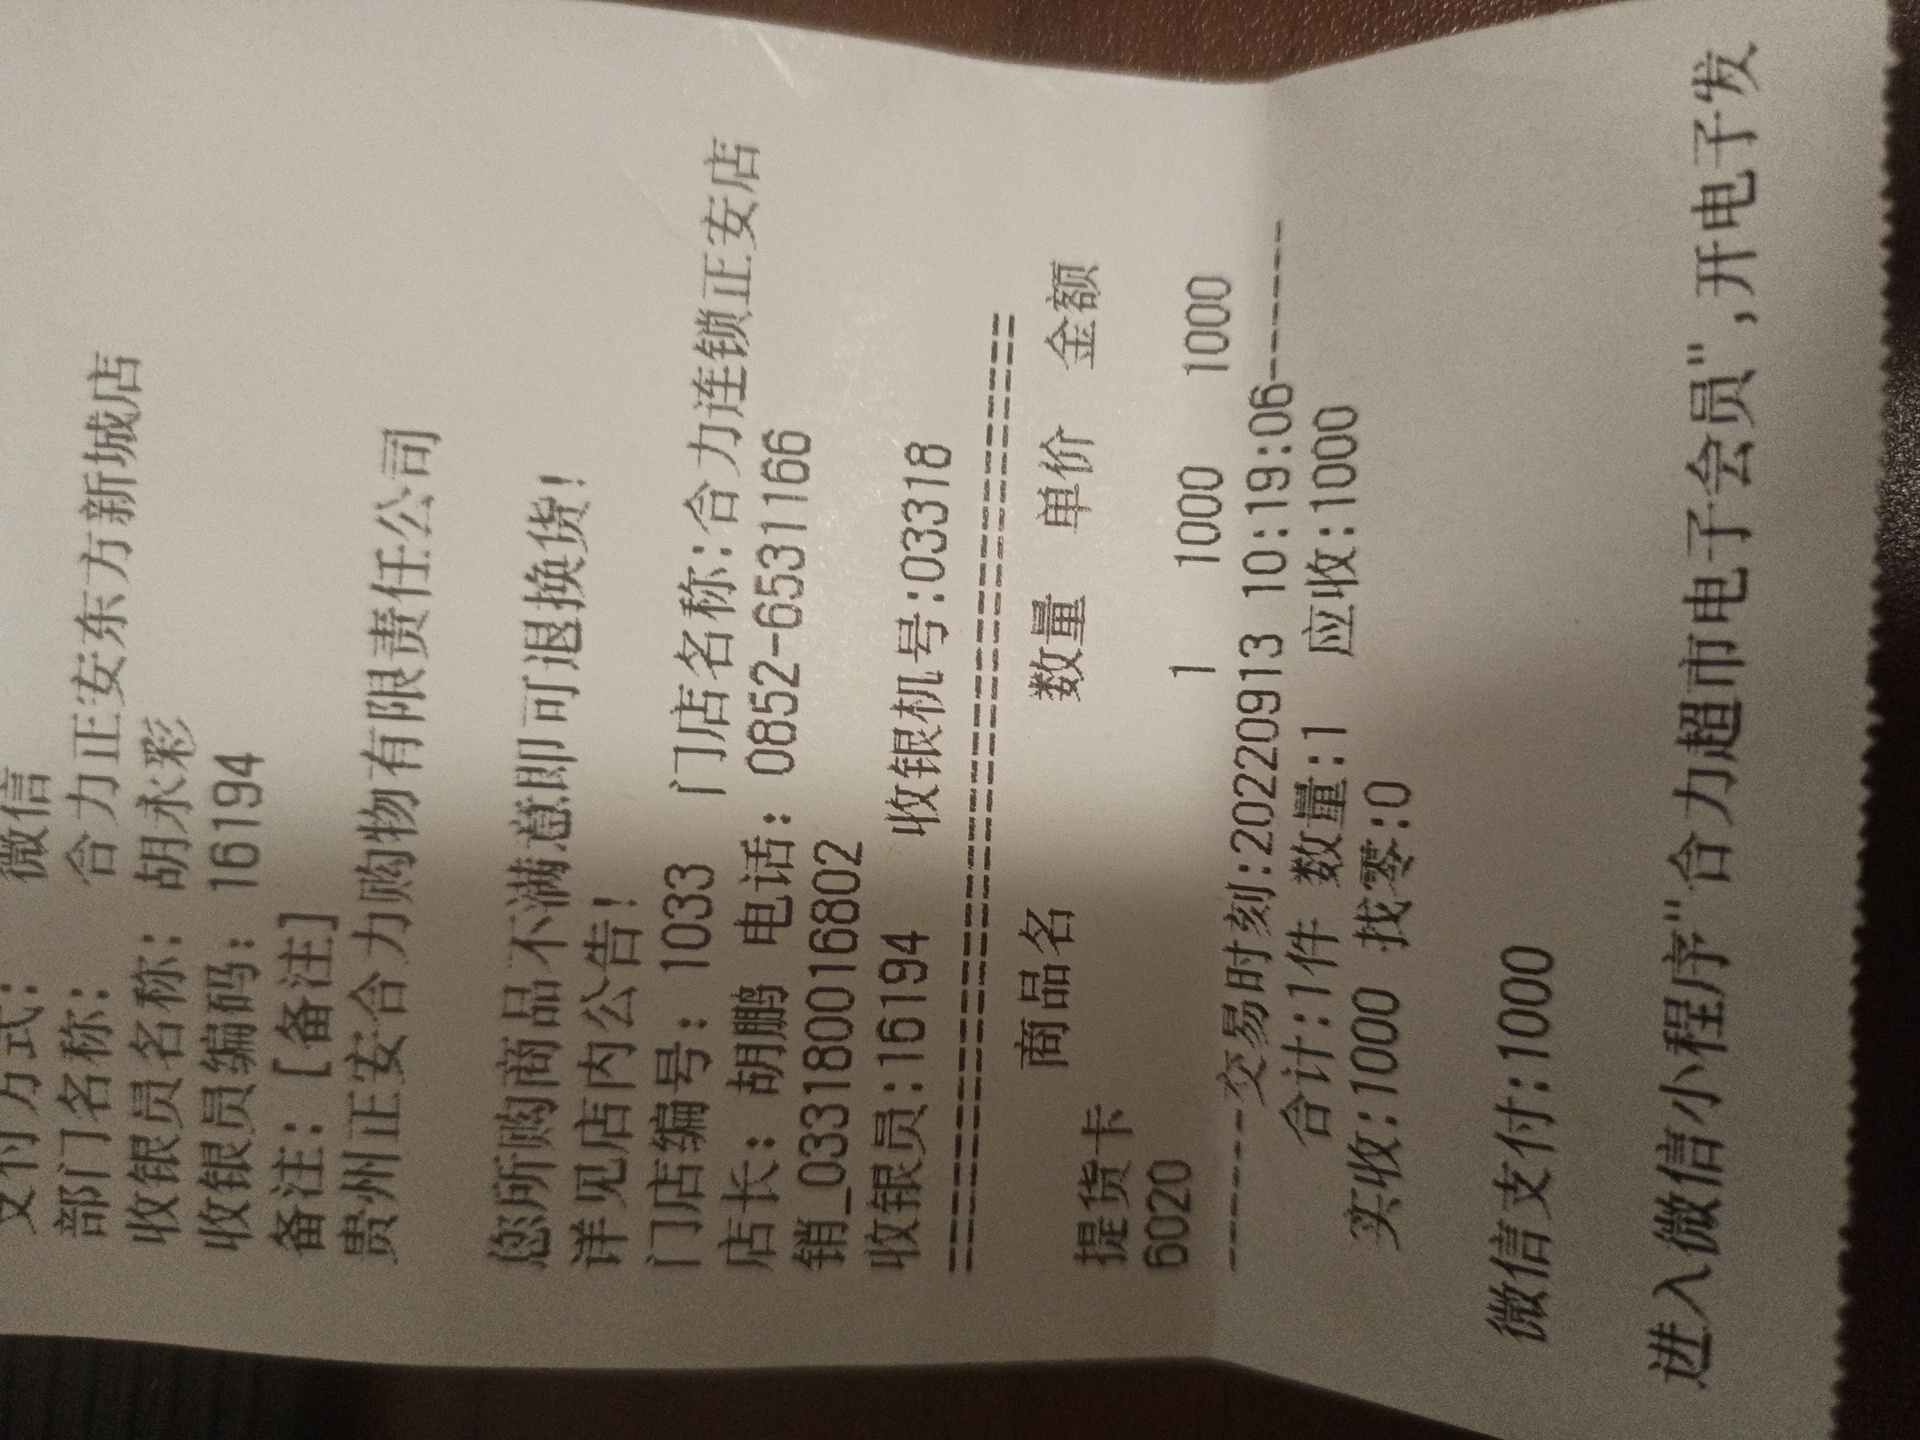 支付方式： 微信
部门名称： 合力正安东方新城店
收银员名称： 胡永彩
收银员编码： 16194
备注：[备注]
贵州正安合力购物有限责任公司
您所购商品不满意即可退换货!
详见店内公告!
门店编号： 1033 门店名称:合力连锁正安店
店长： 胡鹏 电话： 0852-6531166
销_033180016802
收银员:16194 收银机号:03318
========================================
商品名 数量 单价 金额
提货卡
6020 1 1000 1000
------交易时刻:20220913 10:19:06------
合计:1件 数量:1 应收:1000
实收:1000 找零:0
微信支付:1000
进入微信小程序"合力超市电子会员",开电子发